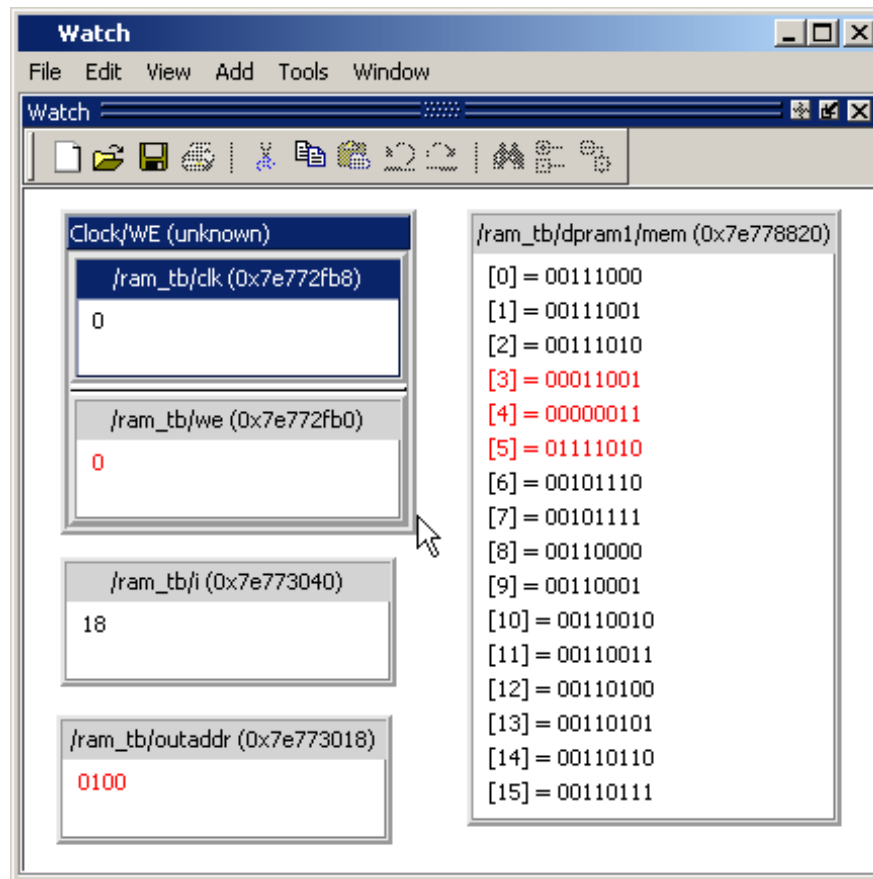 Watch
File Edit View Add Tools Window
Watch
Clock/WE (unknown)
/ram_tb/clk (0x7e772fb8)
0
/ram_tb/we (0x7e772fb0)
0
/ram_tb/i (0x7e773040)
18
/ram_tb/outaddr (0x7e773018)
0100
/ram_tb/dpram1/mem (0x7e778820)
[0] = 00111000
[1] = 00111001
[2] = 00111010
[3] = 00011001
[4] = 00000011
[5] = 01111010
[6] = 00101110
[7] = 00101111
[8] = 00110000
[9] = 00110001
[10] = 00110010
[11] = 00110011
[12] = 00110100
[13] = 00110101
[14] = 00110110
[15] = 00110111